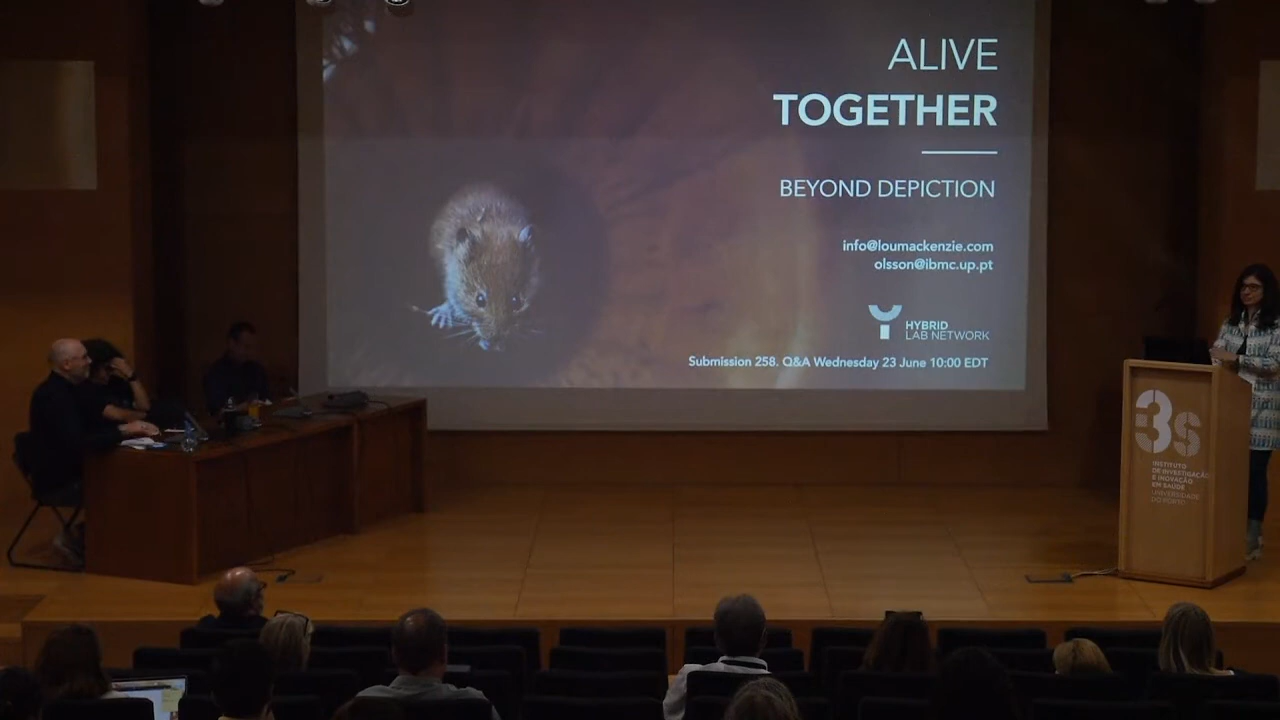 ALIVE
TOGETHER
BEYOND DEPICTION
info@loumackenzie.com
olsson@ibmc.up.pt
HYBRID
LAB NETWORK
Submission 258. Q&A Wednesday 23 June 10:00 EDT
i3S
INSTITUTO
DE INVESTIGAÇÃO
E INOVAÇÃO
EM SAÚDE
UNIVERSIDADE
DO PORTO